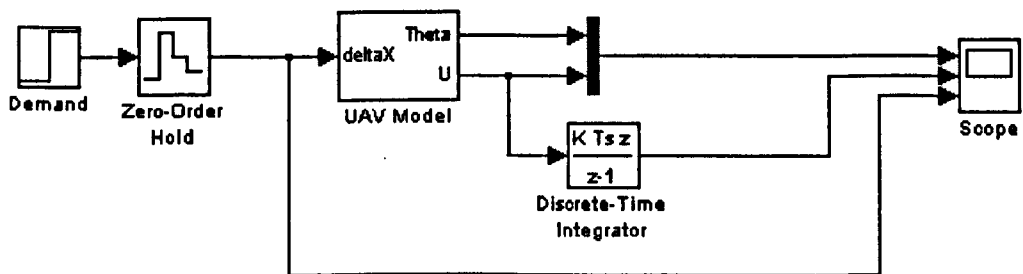 Demand
Zero-Order
Hold
deltaX
Theta
U
UAV Model
K Ts z
z-1
Discrete-Time
Integrator
Scope